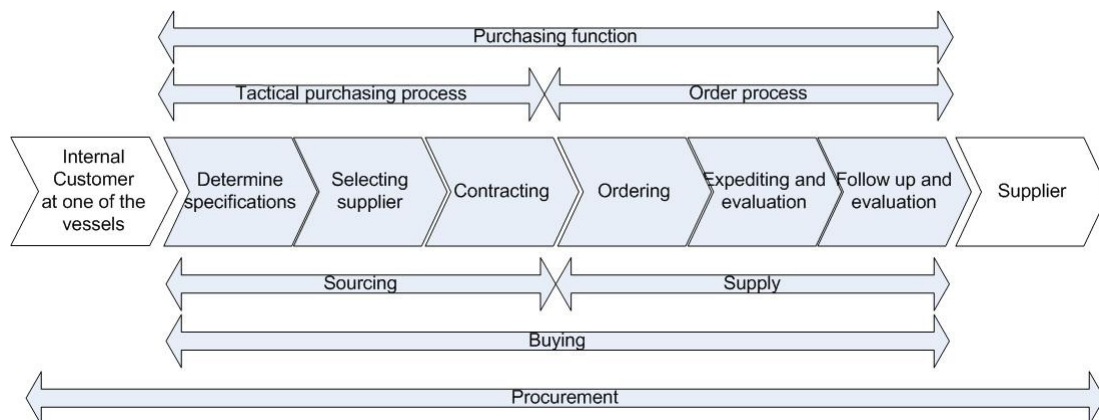 Purchasing function
Tactical purchasing process
Order process
Internal
Customer
at one of the
vessels
Determine
specifications
Selecting
supplier
Contracting
Ordering
Expediting and
evaluation
Follow up and
evaluation
Supplier
Sourcing
Supply
Buying
Procurement